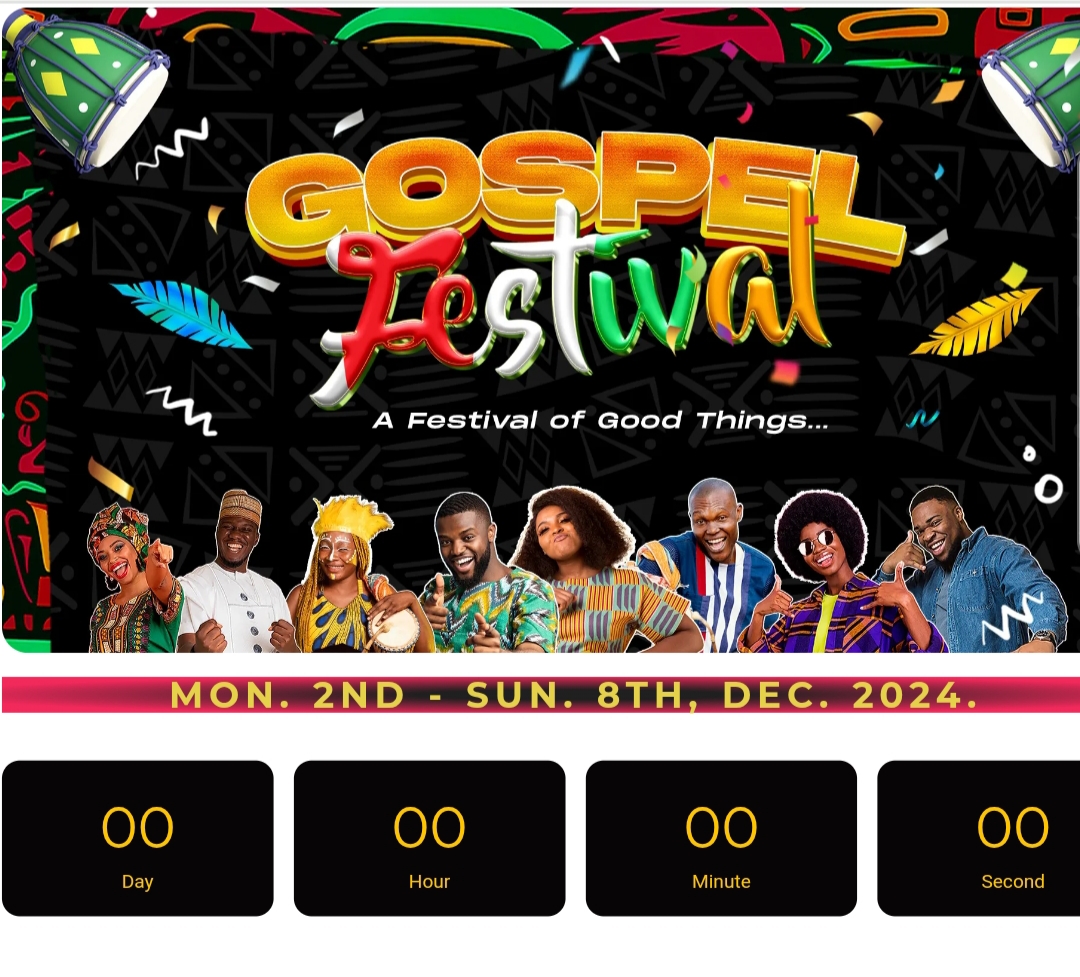 GOSPEL
Festival
A Festival of Good Things...
MON. 2ND - SUN. 8TH, DEC. 2024.
00 00 00 00
Day Hour Minute Second